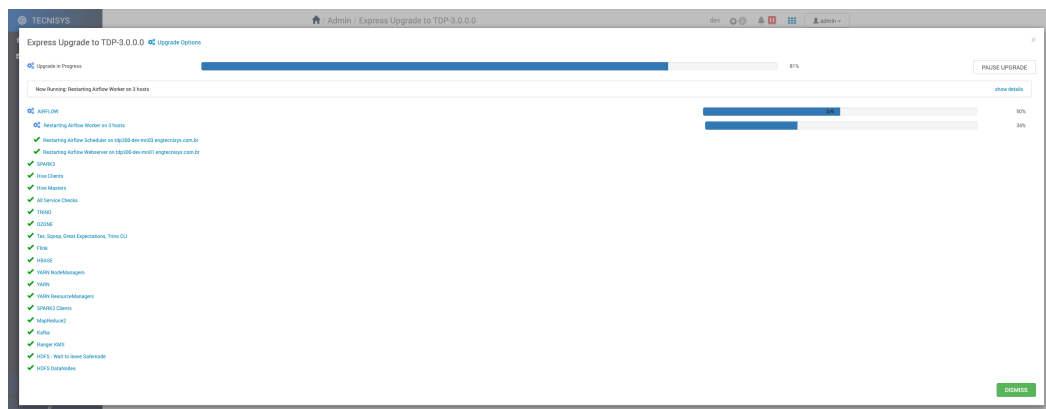 TECNISYS
/ Admin / Express Upgrade to TDP-3.0.0.0
dev
admin
Express Upgrade to TDP-3.0.0.0 Upgrade Options
×
Upgrade in Progress
81%
PAUSE UPGRADE
Now Running: Restarting Airflow Worker on 3 hosts
show details
AIRFLOW
50%
Restarting Airflow Worker on 3 hosts
34%
Restarting Airflow Scheduler on tdp300-dev-mn03.engtecnisys.com.br
Restarting Airflow Webserver on tdp300-dev-mn01.engtecnisys.com.br
SPARK3
Hive Clients
Hive Masters
All Service Checks
TRINO
OZONE
Tez, Sqoop, Great Expectations, Trino CLI
Flink
HBASE
YARN NodeManagers
YARN
YARN ResourceManagers
SPARK3 Clients
MapReduce2
Kafka
Ranger KMS
HDFS - Wait to leave Safemode
HDFS DataNodes
DISMISS